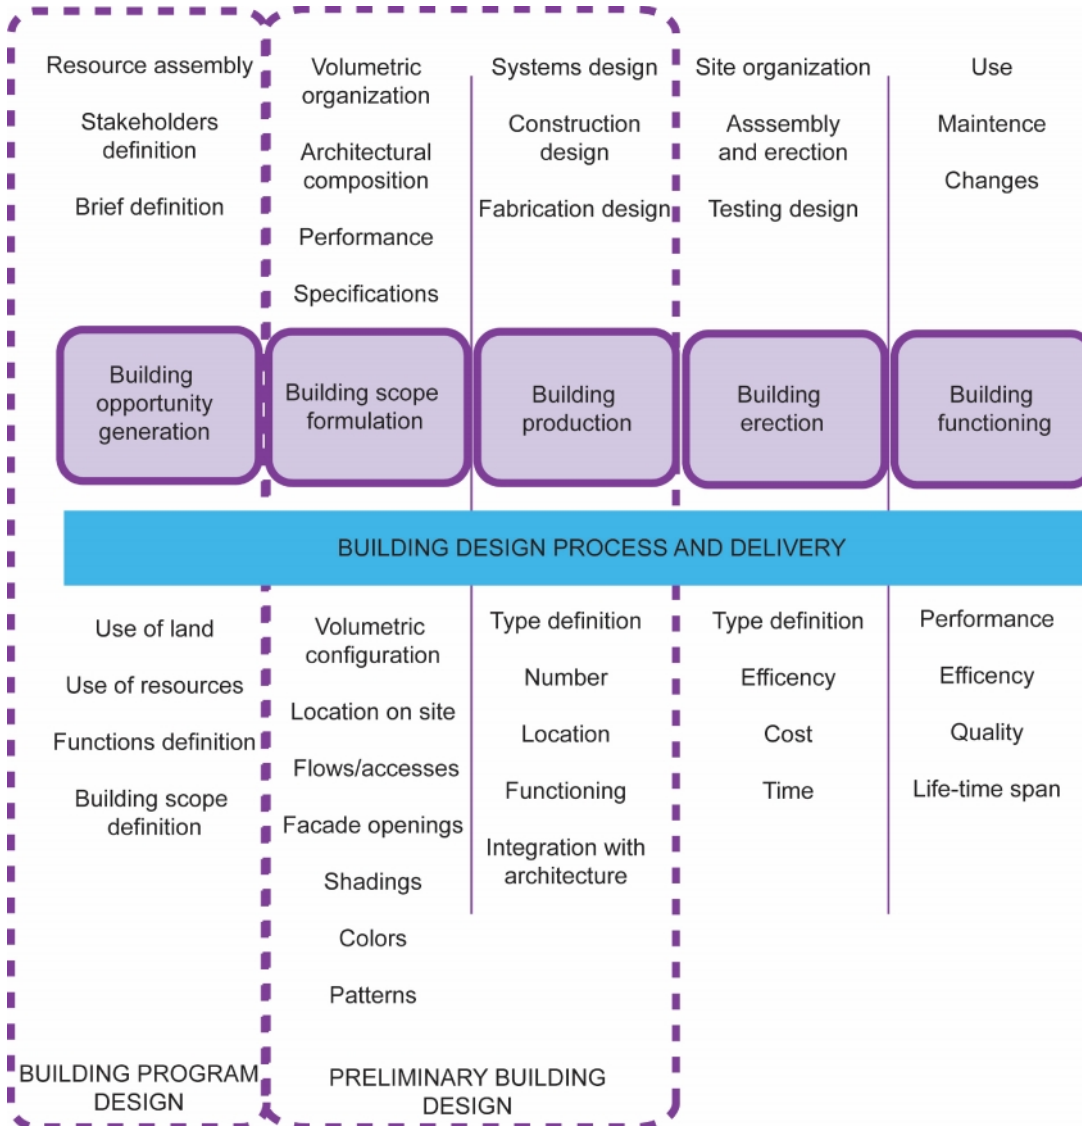 Resource assembly
Stakeholders
definition
Brief definition
Volumetric
organization
Architectural
composition
Performance
Specifications
Systems design
Construction
design
Fabrication design
Site organization
Asssembly
and erection
Testing design
Use
Maintence
Changes
Building
opportunity
generation
Building scope
formulation
Building
production
Building
erection
Building
functioning
BUILDING DESIGN PROCESS AND DELIVERY
Use of land
Use of resources
Functions definition
Building scope
definition
Volumetric
configuration
Location on site
Flows/accesses
Facade openings
Shadings
Colors
Patterns
Type definition
Number
Location
Functioning
Integration with
architecture
Type definition
Efficency
Cost
Time
Performance
Efficency
Quality
Life-time span
BUILDING PROGRAM
DESIGN
PRELIMINARY BUILDING
DESIGN